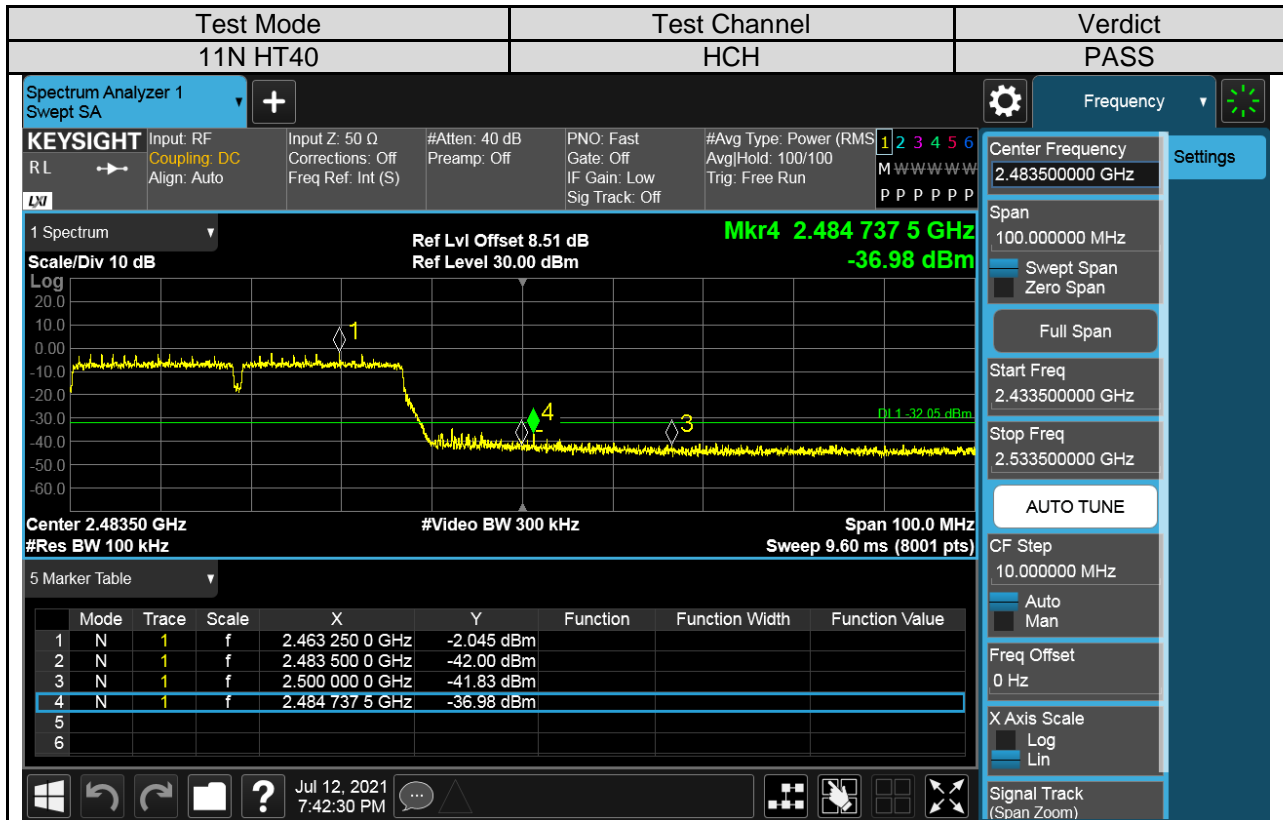 Test Mode Test Channel Verdict
11N HT40 HCH PASS
Spectrum Analyzer 1
Swept SA
Frequency
KEYSIGHT
RL
LXI
Input: RF
Coupling: DC
Align: Auto
Input Z: 50 Ω
Corrections: Off
Freq Ref: Int (S)
#Atten: 40 dB
Preamp: Off
PNO: Fast
Gate: Off
IF Gain: Low
Sig Track: Off
#Avg Type: Power (RMS
Avg|Hold: 100/100
Trig: Free Run
1 2 3 4 5 6
M W W W W W
P P P P P P
1 Spectrum
Scale/Div 10 dB
Ref Lvl Offset 8.51 dB
Ref Level 30.00 dBm
Mkr4 2.484 737 5 GHz
-36.98 dBm
Log
20.0
10.0
0.00
-10.0
-20.0
-30.0
-40.0
-50.0
-60.0
1
4
3
DL1 -32.05 dBm
Center 2.48350 GHz
#Res BW 100 kHz
#Video BW 300 kHz
Span 100.0 MHz
Sweep 9.60 ms (8001 pts)
5 Marker Table
Mode Trace Scale X Y Function Function Width Function Value
1 N 1 f 2.463 250 0 GHz -2.045 dBm
2 N 1 f 2.483 500 0 GHz -42.00 dBm
3 N 1 f 2.500 000 0 GHz -41.83 dBm
4 N 1 f 2.484 737 5 GHz -36.98 dBm
5
6
Jul 12, 2021
7:42:30 PM
Center Frequency
2.483500000 GHz
Settings
Span
100.000000 MHz
Swept Span
Zero Span
Full Span
Start Freq
2.433500000 GHz
Stop Freq
2.533500000 GHz
AUTO TUNE
CF Step
10.000000 MHz
Auto
Man
Freq Offset
0 Hz
X Axis Scale
Log
Lin
Signal Track
(Span Zoom)